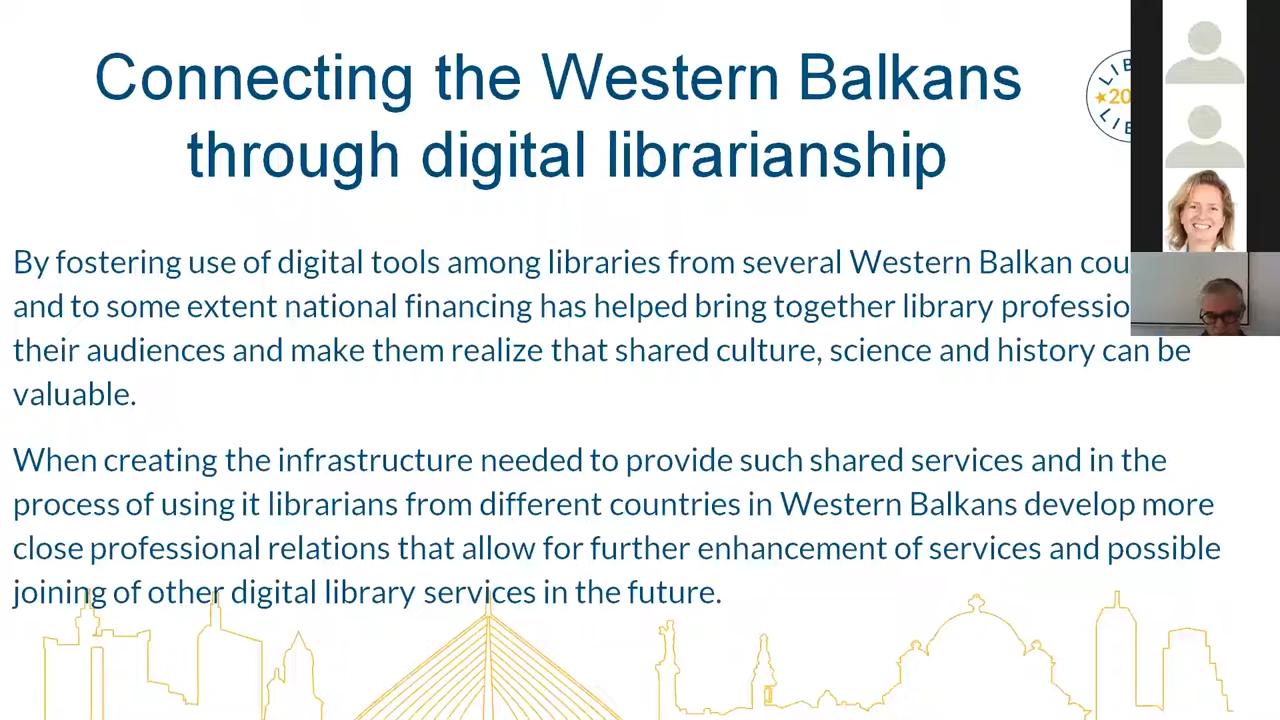 Connecting the Western Balkans
through digital librarianship
LIB
★20
LIB
By fostering use of digital tools among libraries from several Western Balkan cou
and to some extent national financing has helped bring together library professio
their audiences and make them realize that shared culture, science and history can be
valuable.
When creating the infrastructure needed to provide such shared services and in the
process of using it librarians from different countries in Western Balkans develop more
close professional relations that allow for further enhancement of services and possible
joining of other digital library services in the future.